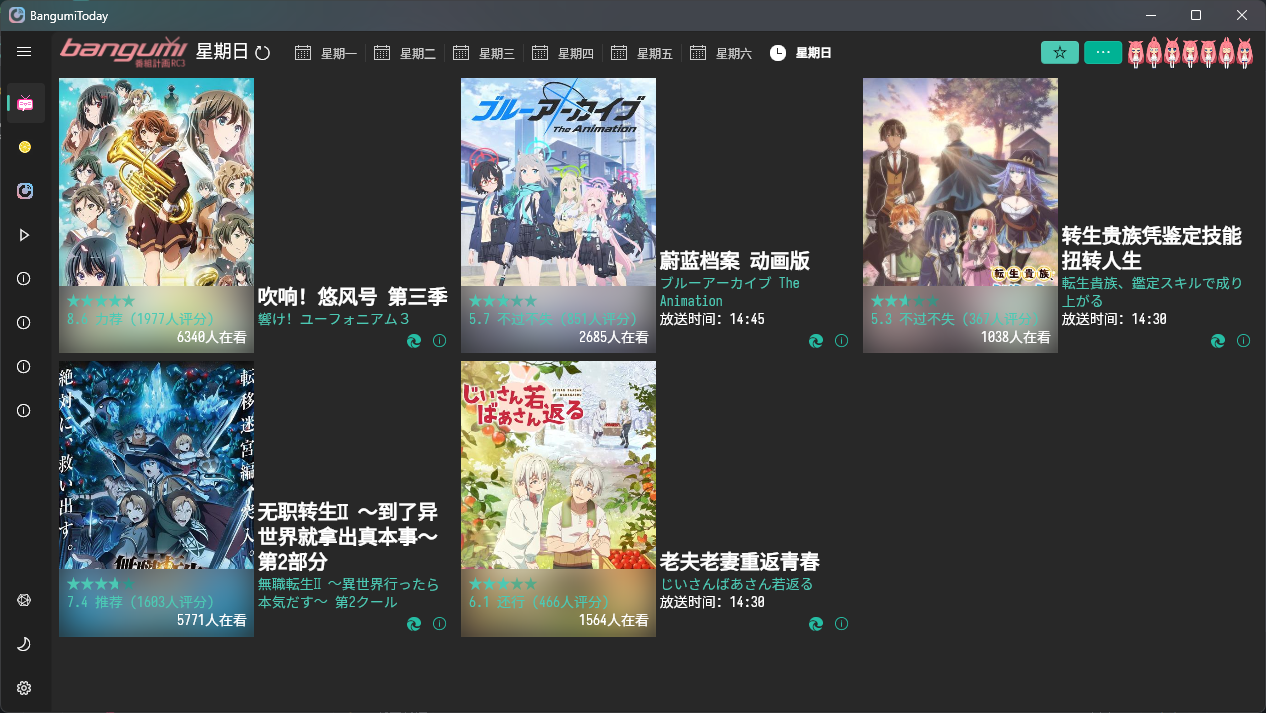 BangumiToday
bangumi
番組計画RC3
星期日
星期一
星期二
星期三
星期四
星期五
星期六
星期日
★★★★★
8.6 力荐 (1977人评分)
6340人在看
吹响！悠风号 第三季
響け！ユーフォニアム３
ブルーアーカイブ
The Animation
★★★★★
5.7 不过不失 (851人评分)
2685人在看
蔚蓝档案 动画版
ブルーアーカイブ The
Animation
放送时间: 14:45
転生貴族
★★★★★
5.3 不过不失 (367人评分)
1038人在看
转生贵族凭鉴定技能
扭转人生
転生貴族、鑑定スキルで成り
上がる
放送时间: 14:30
転移迷宮編、突入。
絶対に、救い出す。
★★★★★
7.4 推荐 (1603人评分)
5771人在看
无职转生Ⅱ ～到了异
世界就拿出真本事～
第2部分
無職転生Ⅱ ～異世界行ったら
本気だす～ 第2クール
じいさん若
ばあさん返る
★★★★★
6.1 还行 (466人评分)
1564人在看
老夫老妻重返青春
じいさんばあさん若返る
放送时间: 14:30